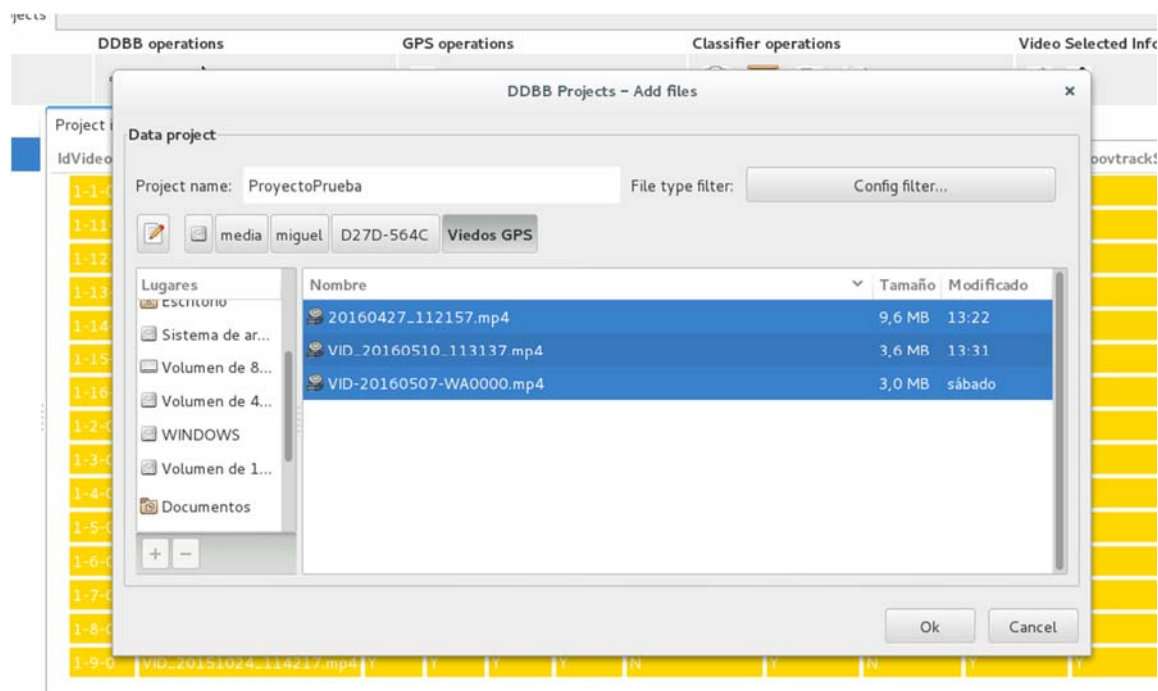 DDBB operations GPS operations Classifier operations Video Selected
DDBB Projects – Add files ×
Project
Data project
IdVideo
Project name: ProyectoPrueba File type filter: Config filter...
media miguel D27D-564C Viedos GPS
Lugares Nombre Tamaño Modificado
Escritorio
20160427_112157.mp4 9,6 MB 13:22
Sistema de ar...
VID_20160510_113137.mp4 3,6 MB 13:31
Volumen de 8...
VID-20160507-WA0000.mp4 3,0 MB sábado
Volumen de 4...
WINDOWS
Volumen de 1...
Documentos
+ −
Ok Cancel
1-1-0
1-11-
1-12-
1-13-
1-14-
1-15-
1-16-
1-2-0
1-3-0
1-4-0
1-5-0
1-6-0
1-7-0
1-8-0
1-9-0 VID_20151024_114217.mp4 Y Y Y Y N Y N Y Y